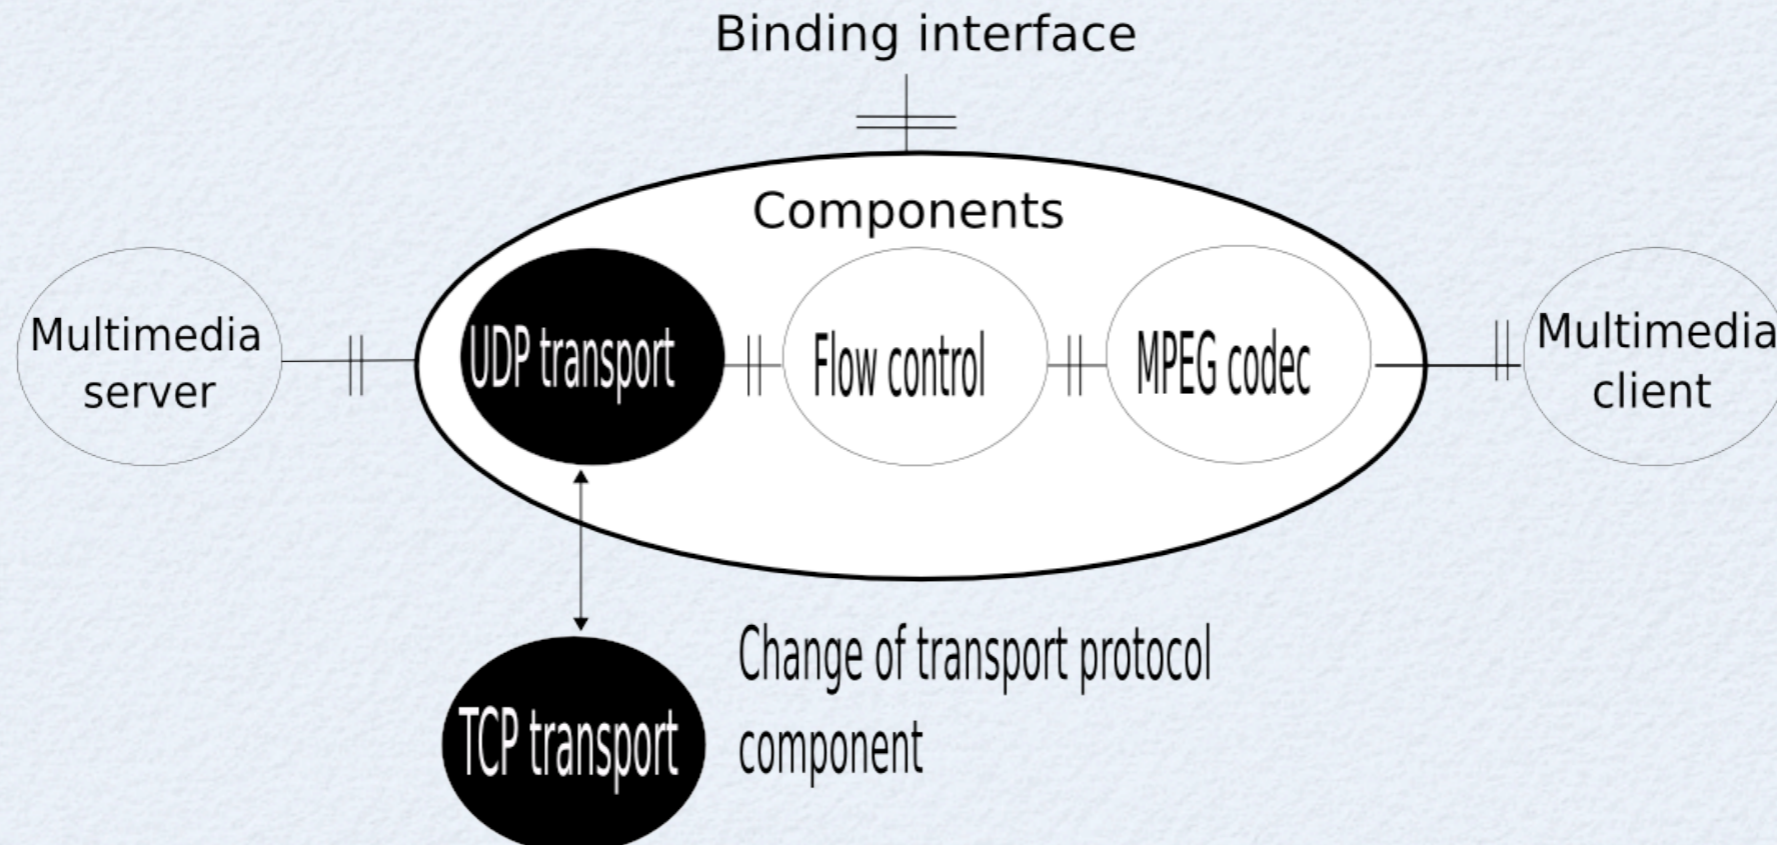 Binding interface
Components
Multimedia
server
UDP transport
Flow control
MPEG codec
Multimedia
client
Change of transport protocol
component
TCP transport